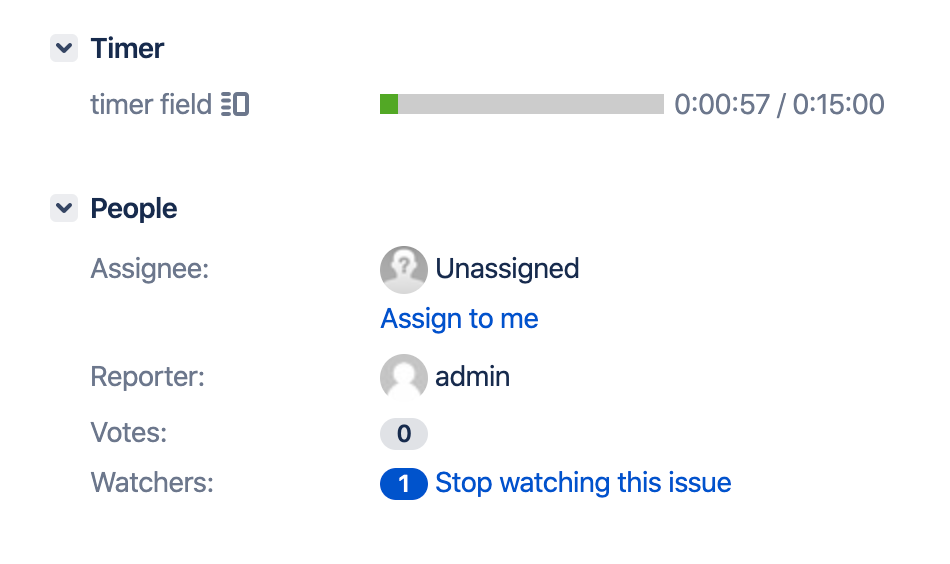 Timer
timer field 0:00:57 / 0:15:00
People
Assignee: Unassigned
Assign to me
Reporter: admin
Votes: 0
Watchers: 1 Stop watching this issue